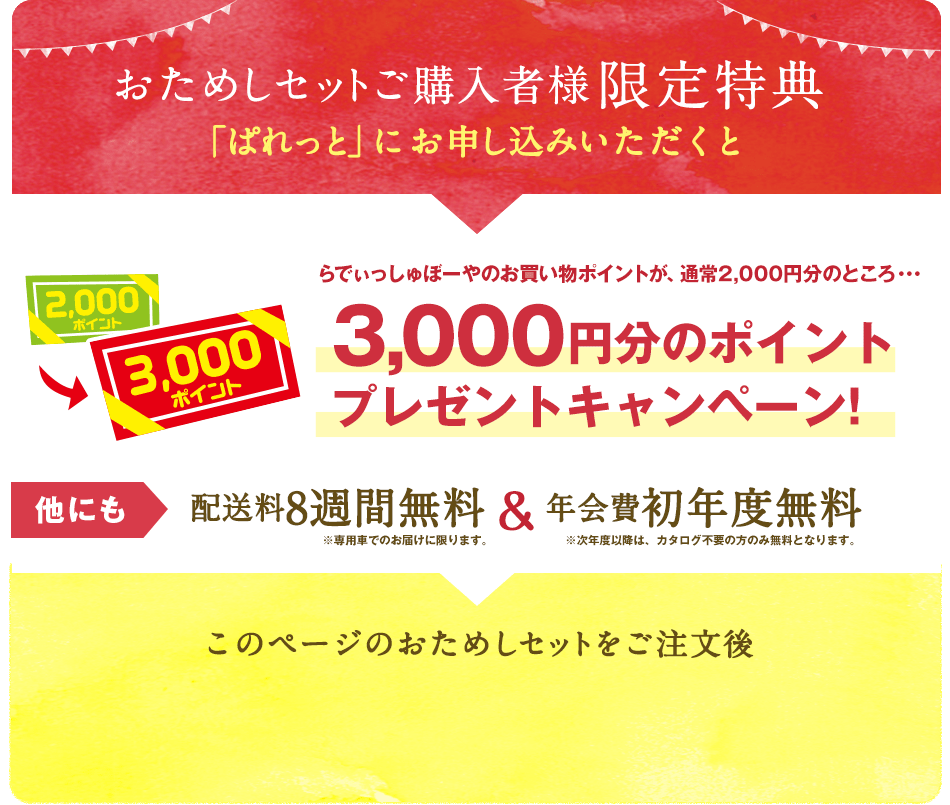 おためしセットご購入者様限定特典
「ぱれっと」にお申し込みいただくと
らでぃっしゅぼーやのお買い物ポイントが、通常2,000円分のところ…
2,000
ポイント
3,000
ポイント
3,000円分のポイント
プレゼントキャンペーン!
他にも
配送料8週間無料 & 年会費初年度無料
※専用車でのお届けに限ります。
※次年度以降は、カタログ不要の方のみ無料となります。
このページのおためしセットをご注文後